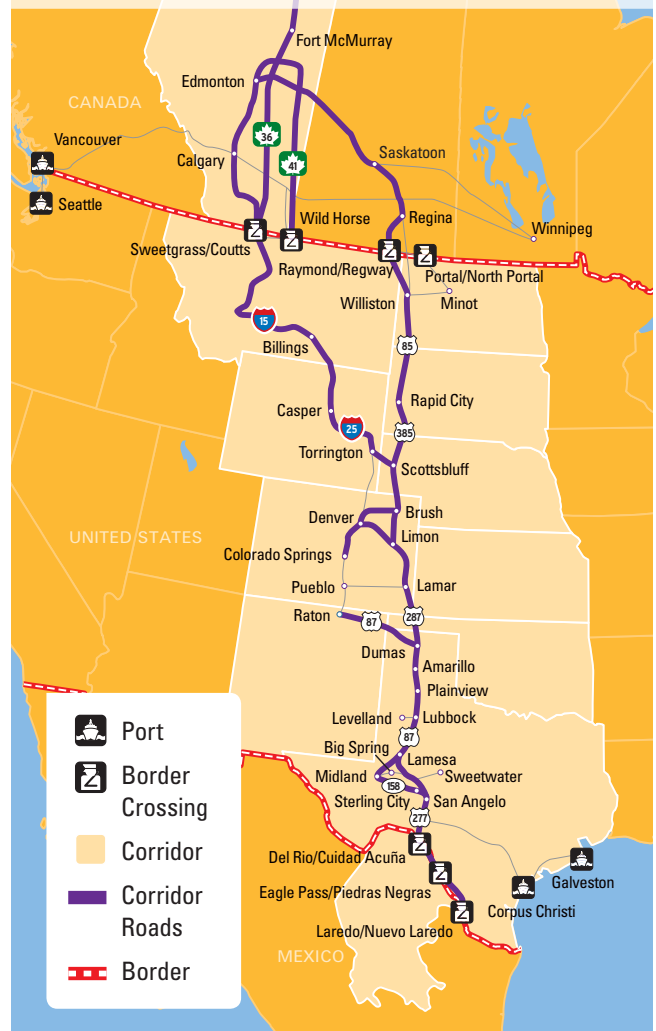 Fort McMurray
Edmonton
CANADA
36
Vancouver
Saskatoon
Calgary
41
Seattle
Wild Horse
Regina
Winnipeg
Sweetgrass/Coutts
Raymond/Regway
Portal/North Portal
Williston
Minot
15
Billings
85
Rapid City
Casper
25
385
Torrington
Scottsbluff
Denver
Brush
UNITED STATES
Limon
Colorado Springs
Pueblo
Lamar
Raton
87
287
Dumas
Amarillo
Plainview
Levelland
Lubbock
87
Big Spring
Lamesa
Midland
Sweetwater
158
Sterling City
San Angelo
277
Del Rio/Cuidad Acuña
Eagle Pass/Piedras Negras
Galveston
Corpus Christi
Laredo/Nuevo Laredo
MEXICO
Port
Border
Crossing
Corridor
Corridor
Roads
Border